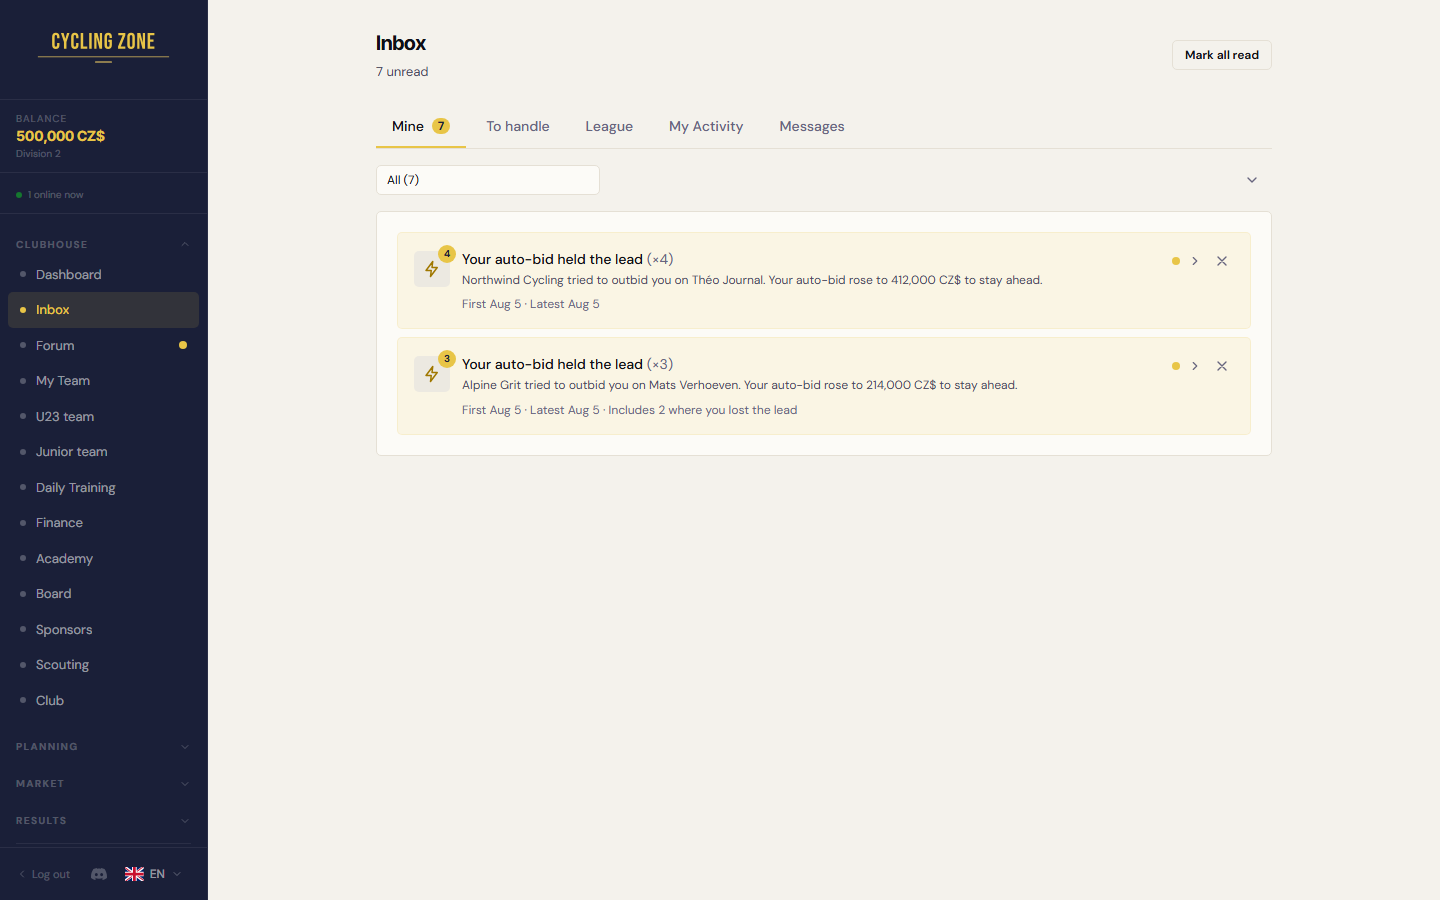 CYCLING ZONE
BALANCE
500,000 CZ$
Division 2
1 online now
CLUBHOUSE
Dashboard
Inbox
Forum
My Team
U23 team
Junior team
Daily Training
Finance
Academy
Board
Sponsors
Scouting
Club
PLANNING
MARKET
RESULTS
Log out
EN
Inbox
7 unread
Mark all read
Mine 7 To handle League My Activity Messages
All (7)
4
Your auto-bid held the lead (×4)
Northwind Cycling tried to outbid you on Théo Journal. Your auto-bid rose to 412,000 CZ$ to stay ahead.
First Aug 5 · Latest Aug 5
3
Your auto-bid held the lead (×3)
Alpine Grit tried to outbid you on Mats Verhoeven. Your auto-bid rose to 214,000 CZ$ to stay ahead.
First Aug 5 · Latest Aug 5 · Includes 2 where you lost the lead